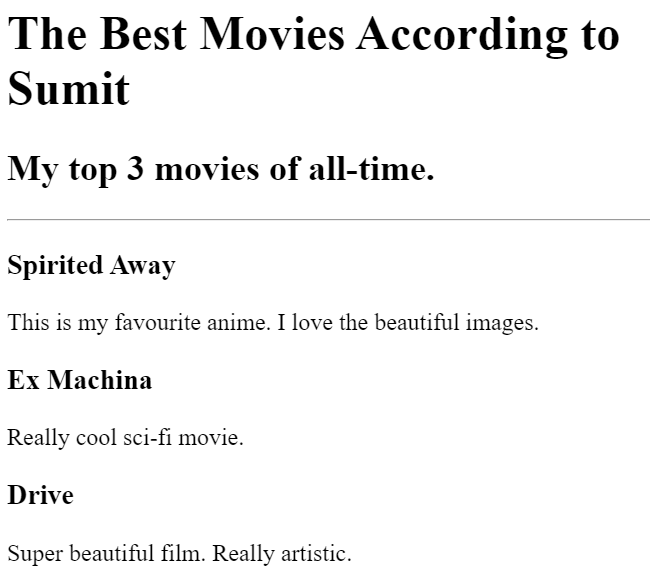 The Best Movies According to
Sumit
My top 3 movies of all-time.
Spirited Away
This is my favourite anime. I love the beautiful images.
Ex Machina
Really cool sci-fi movie.
Drive
Super beautiful film. Really artistic.